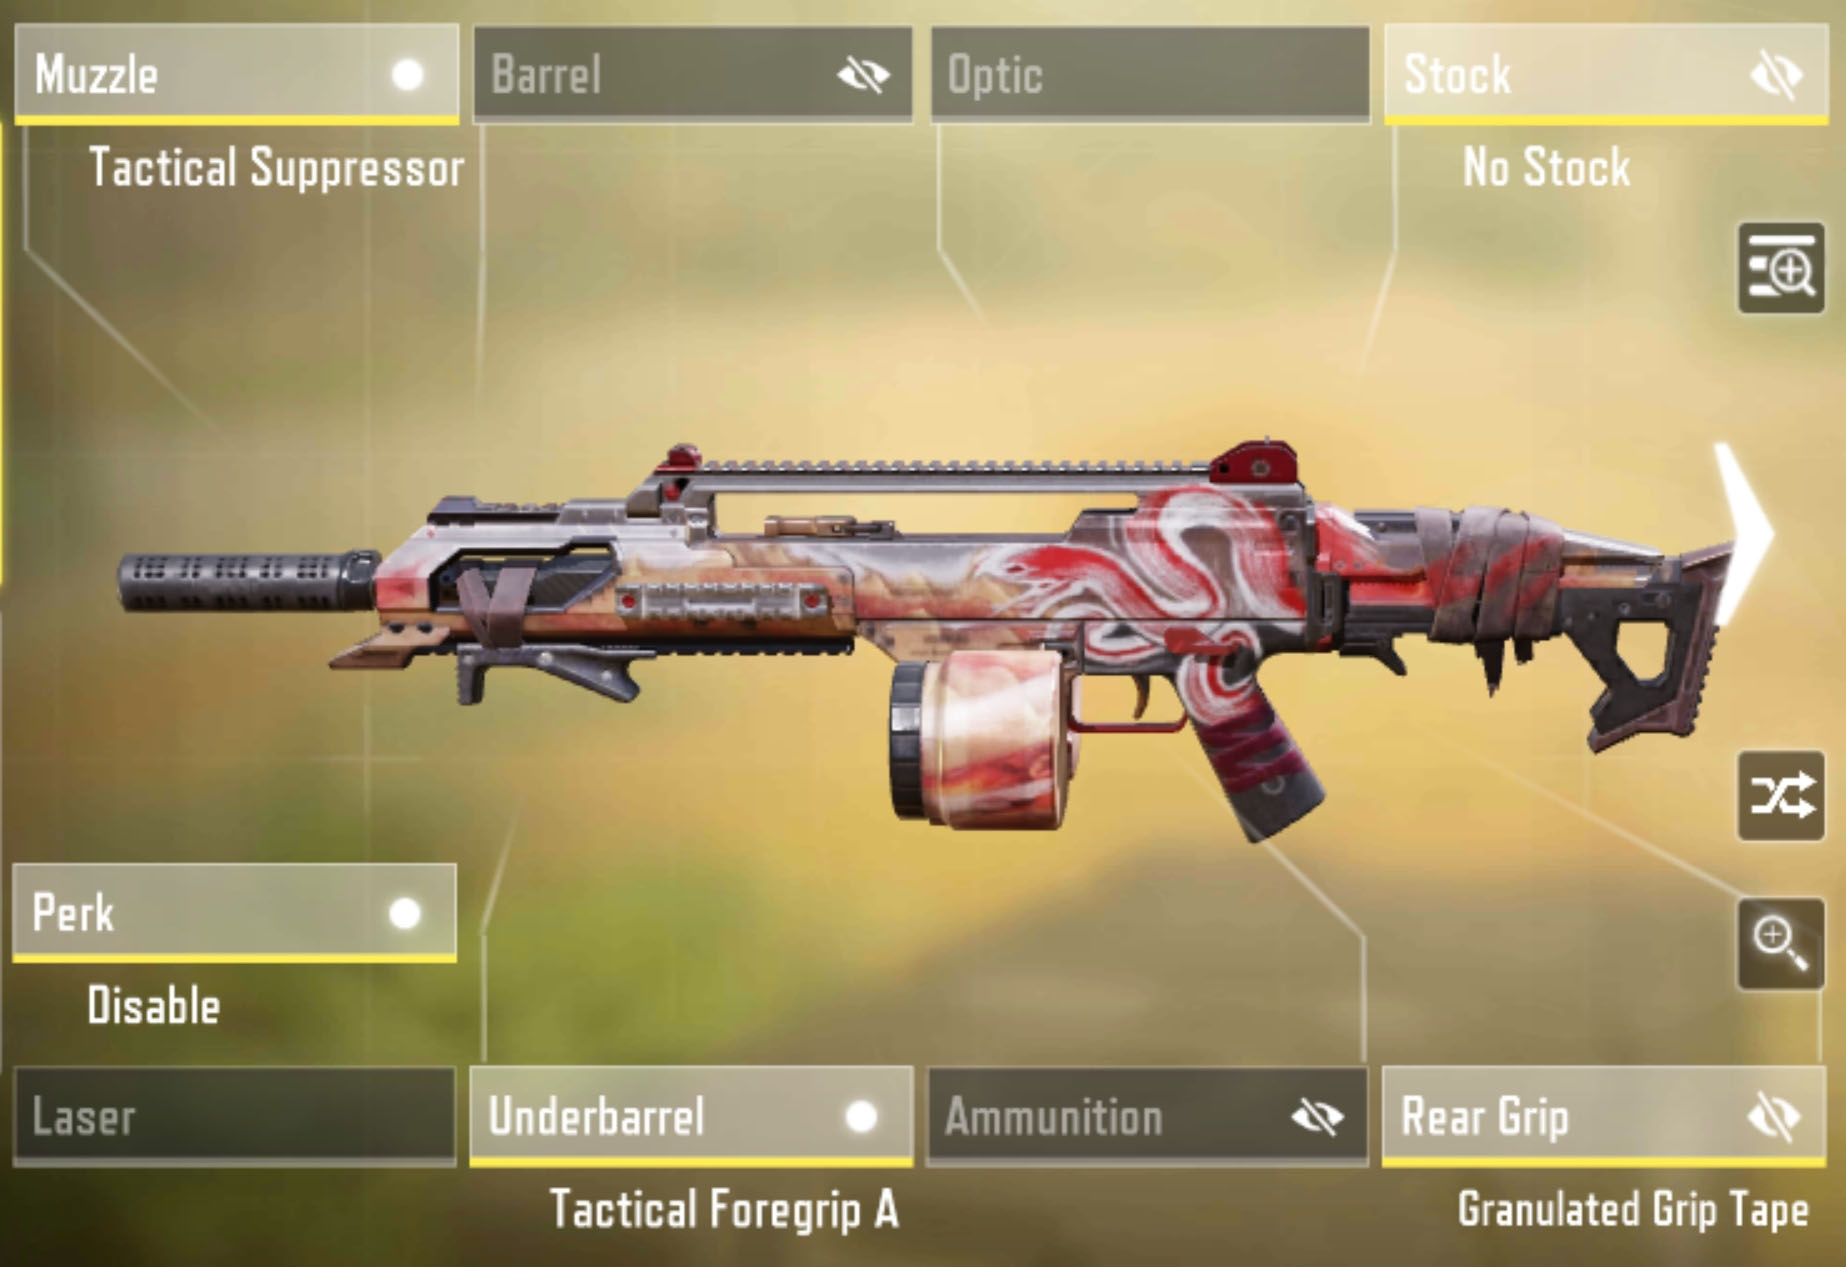 Muzzle
Barrel
Optic
Stock
Tactical Suppressor
No Stock
Perk
Disable
Laser
Underbarrel
Ammunition
Rear Grip
Tactical Foregrip A
Granulated Grip Tape